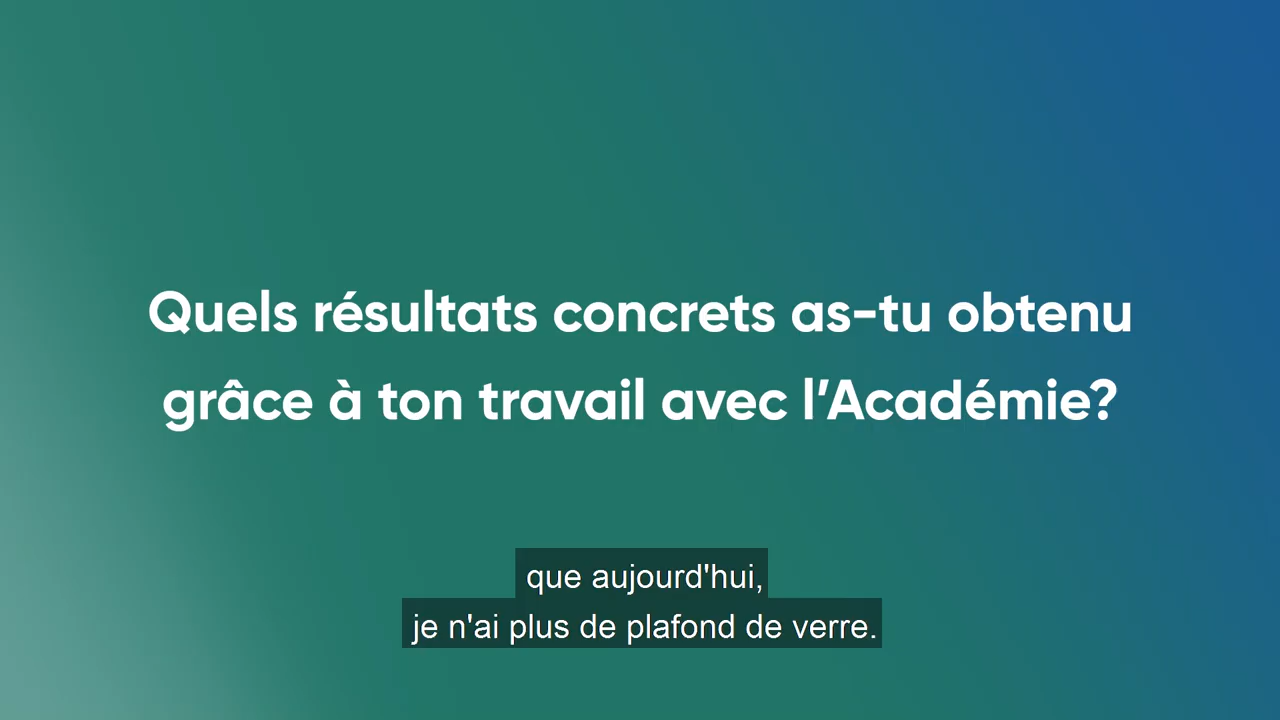 Quels résultats concrets as-tu obtenu
grâce à ton travail avec l’Académie?
que aujourd'hui,
je n'ai plus de plafond de verre.